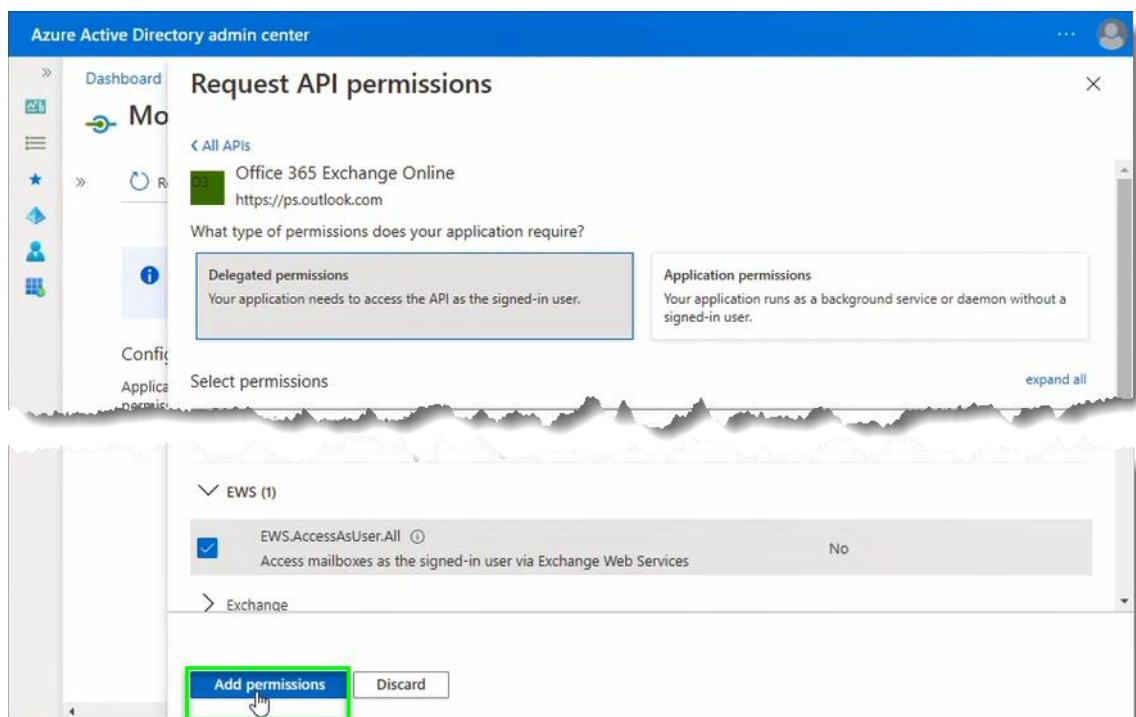 Azure Active Directory admin center
Dashboard
Request API permissions
Mo
All APIs
Office 365 Exchange Online
https://ps.outlook.com
What type of permissions does your application require?
Delegated permissions
Your application needs to access the API as the signed-in user.
Application permissions
Your application runs as a background service or daemon without a
signed-in user.
Config
Applica
permiss
Select permissions
expand all
EWS (1)
EWS.AccessAsUser.All
Access mailboxes as the signed-in user via Exchange Web Services
No
Exchange
Add permissions
Discard